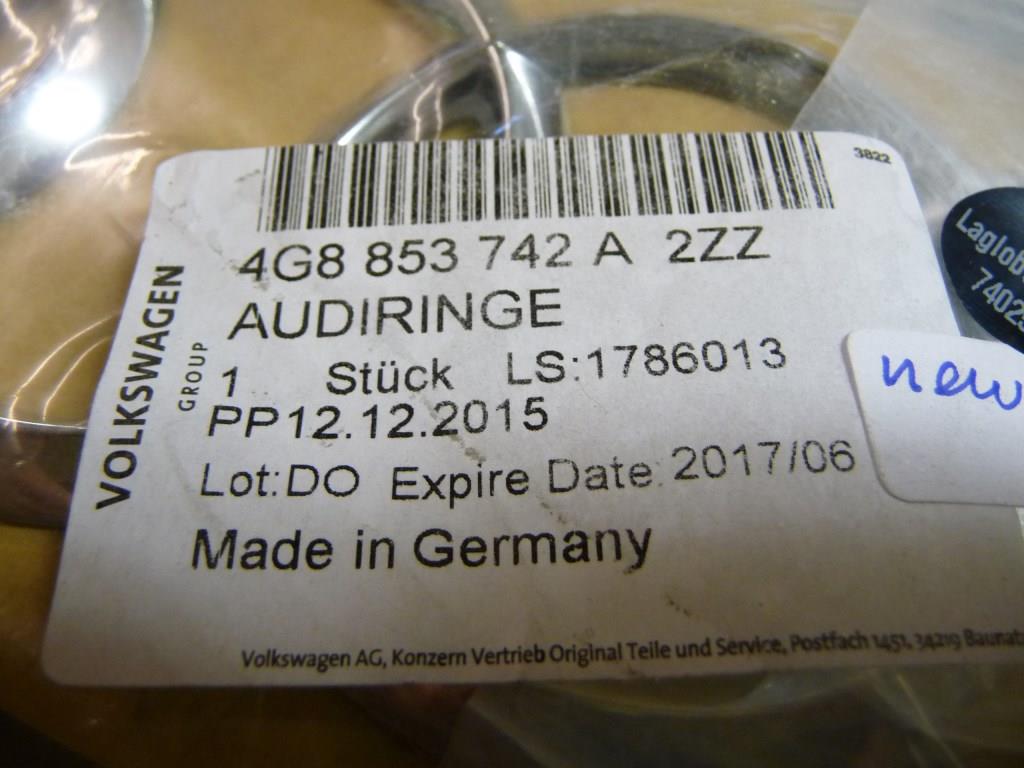 3822
4G8 853 742 A 2ZZ
AUDIRINGE
1 Stück LS:1786013
PP12.12.2015
Lot:DO Expire Date: 2017/06
Made in Germany
Volkswagen AG, Konzern Vertrieb Original Teile und Service, Postfach 1451, 34219
VOLKSWAGEN
GROUP
new